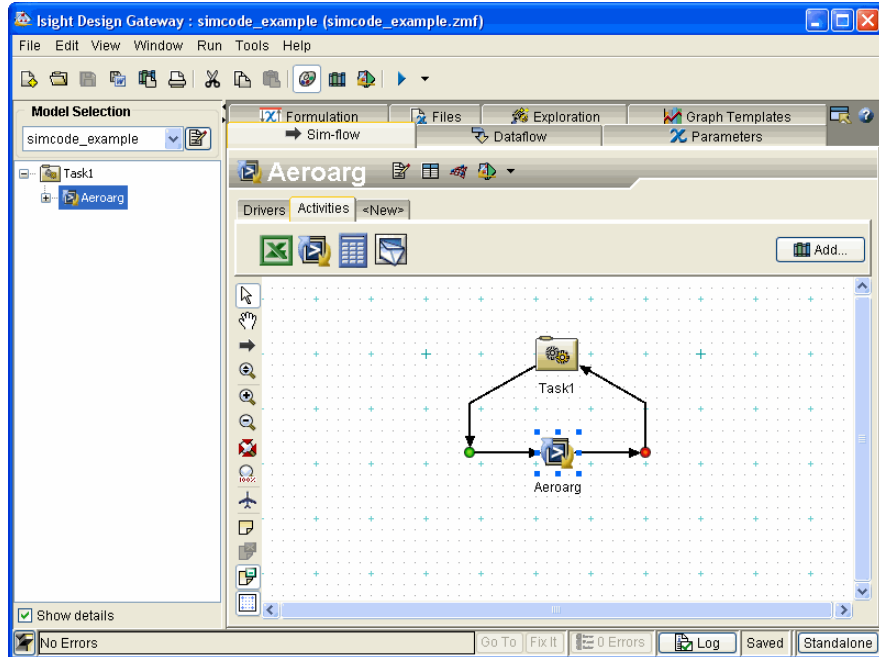 Isight Design Gateway : simcode_example (simcode_example.zmf)
File Edit View Window Run Tools Help
Model Selection
simcode_example
Task1
Aeroarg
Show details
Formulation Files Exploration Graph Templates
Sim-flow Dataflow Parameters
Aeroarg
Drivers Activities <New>
Add...
Task1
Aeroarg
100%
No Errors Go To Fix It 0 Errors Log Saved Standalone